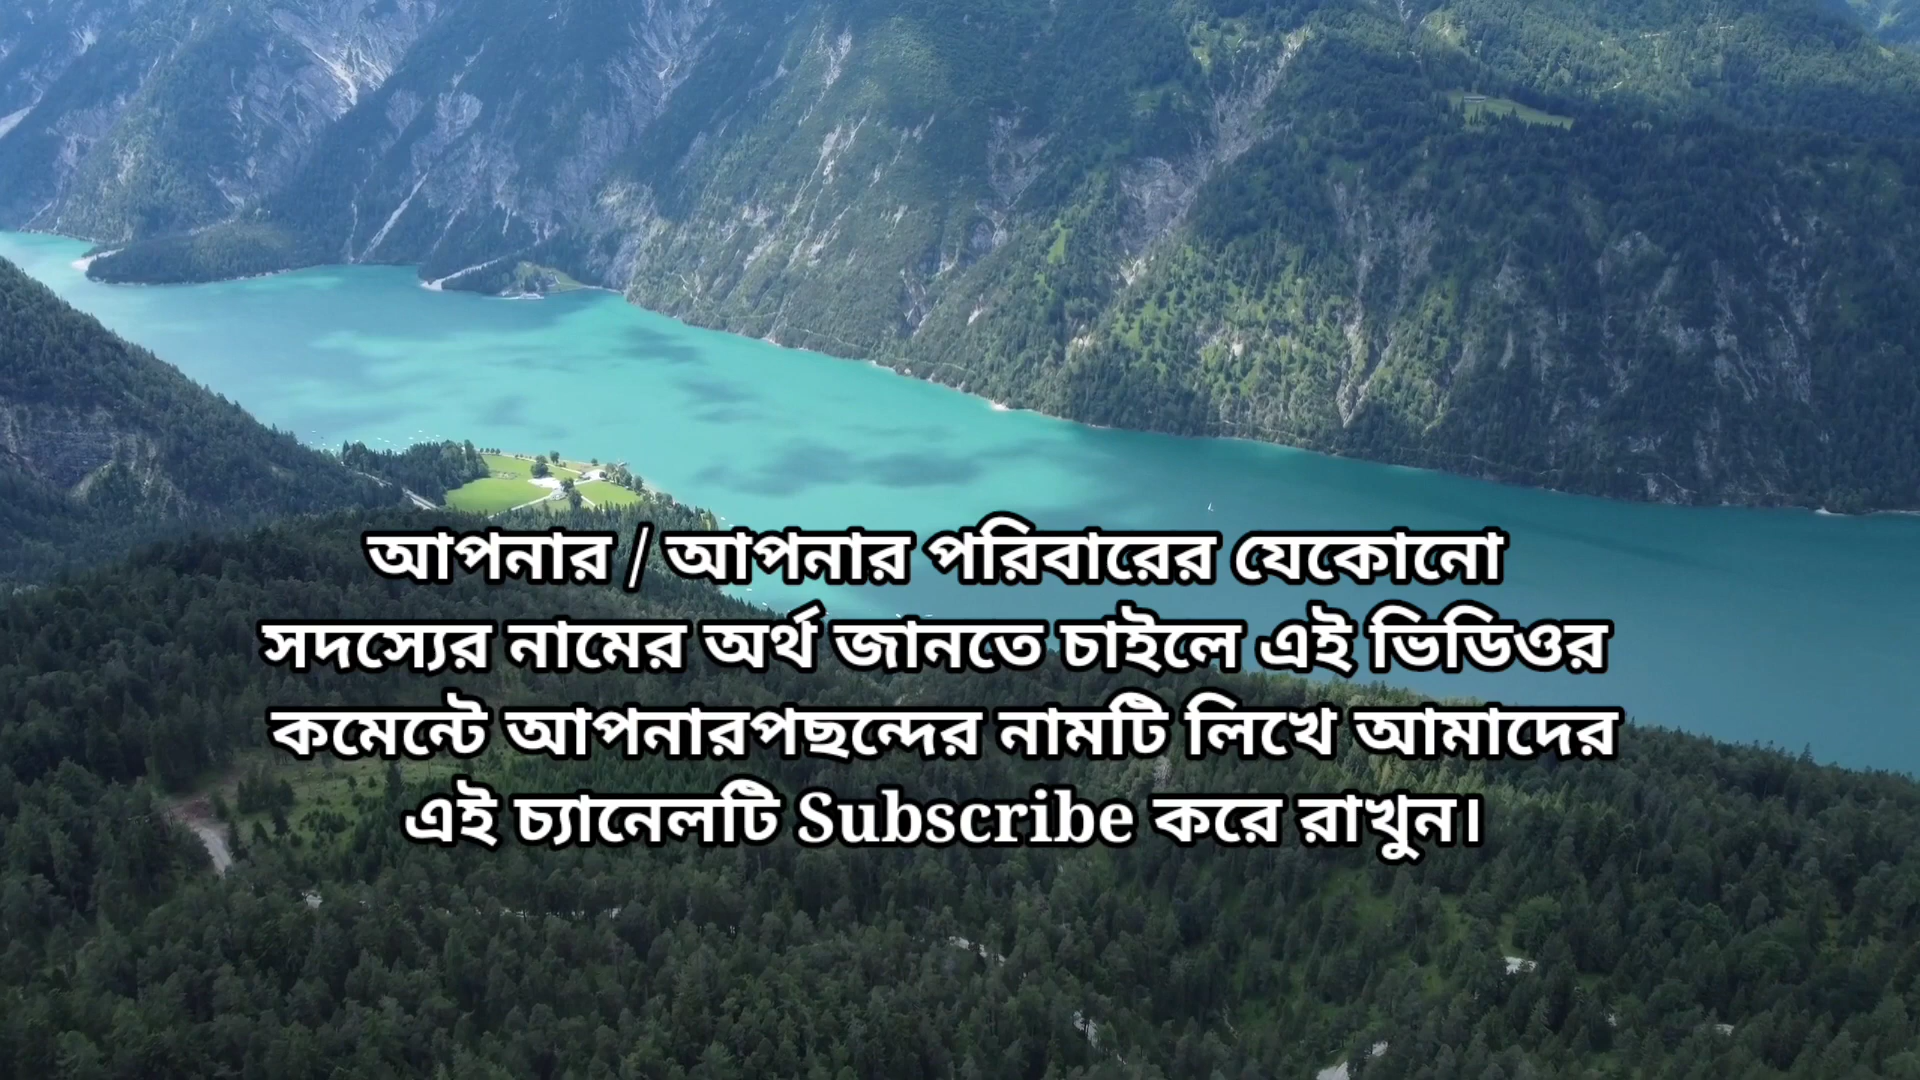 আপনার / আপনার পরিবারের যেকোনো
সদস্যের নামের অর্থ জানতে চাইলে এই ভিডিওর
কমেন্টে আপনারপছন্দের নামটি লিখে আমাদের
এই চ্যানেলটি Subscribe করে রাখুন।